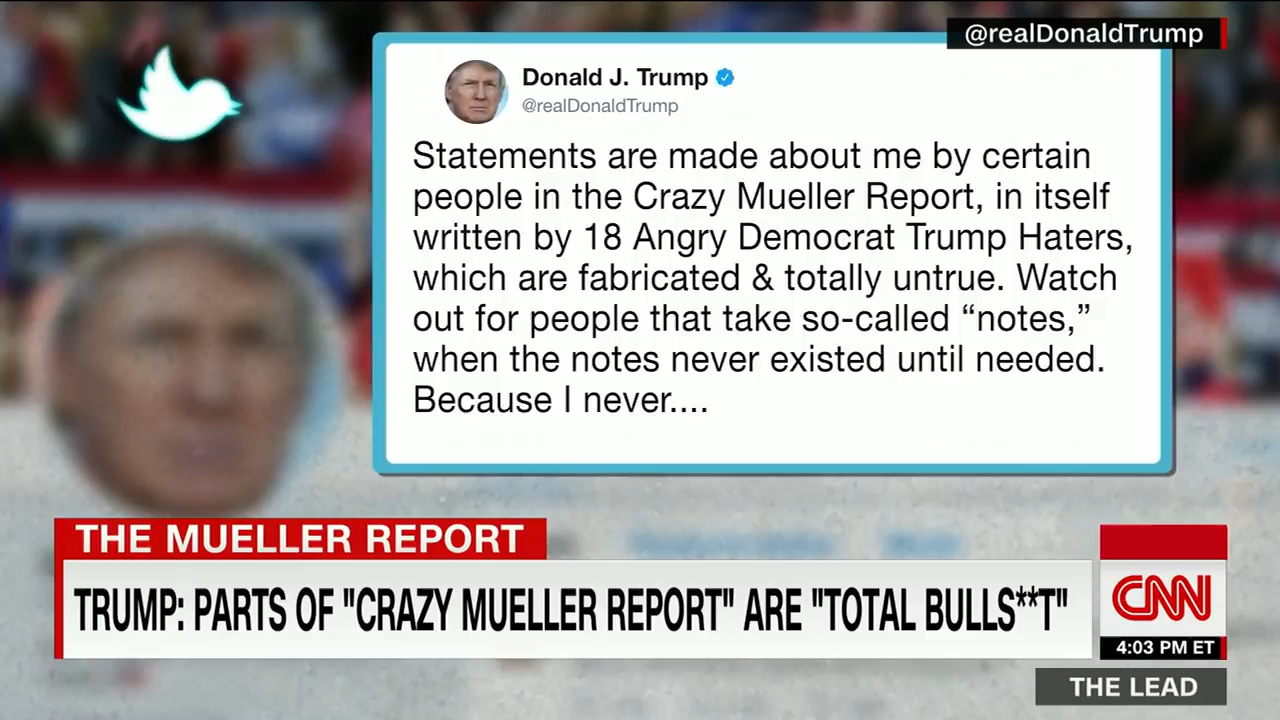 @realDonaldTrump
Donald J. Trump
@realDonaldTrump
Statements are made about me by certain
people in the Crazy Mueller Report, in itself
written by 18 Angry Democrat Trump Haters,
which are fabricated & totally untrue. Watch
out for people that take so-called “notes,”
when the notes never existed until needed.
Because I never....
THE MUELLER REPORT
TRUMP: PARTS OF "CRAZY MUELLER REPORT" ARE "TOTAL BULLS**T"
CNN
4:03 PM ET
THE LEAD